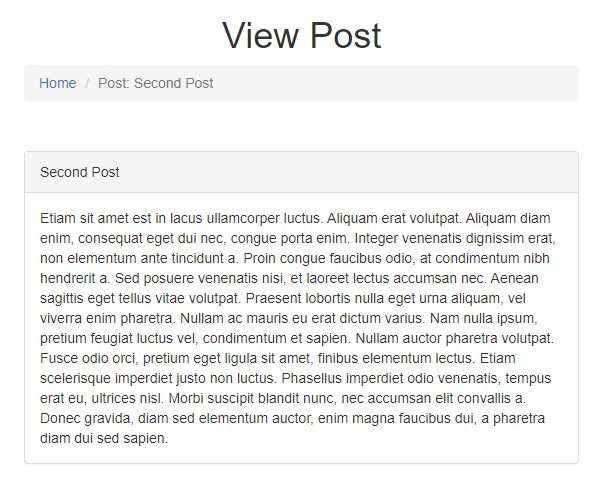 View Post
Home / Post: Second Post
Second Post
Etiam sit amet est in lacus ullamcorper luctus. Aliquam erat volutpat. Aliquam diam
enim, consequat eget dui nec, congue porta enim. Integer venenatis dignissim erat,
non elementum ante tincidunt a. Proin congue faucibus odio, at condimentum nibh
hendrerit a. Sed posuere venenatis nisi, et laoreet lectus accumsan nec. Aenean
sagittis eget tellus vitae volutpat. Praesent lobortis nulla eget urna aliquam, vel
viverra enim pharetra. Nullam ac mauris eu erat dictum varius. Nam nulla ipsum,
pretium feugiat luctus vel, condimentum et sapien. Nullam auctor pharetra volutpat.
Fusce odio orci, pretium eget ligula sit amet, finibus elementum lectus. Etiam
scelerisque imperdiet justo non luctus. Phasellus imperdiet odio venenatis, tempus
erat eu, ultrices nisl. Morbi suscipit blandit nunc, nec accumsan elit convallis a.
Donec gravida, diam sed elementum auctor, enim magna faucibus dui, a pharetra
diam dui sed sapien.